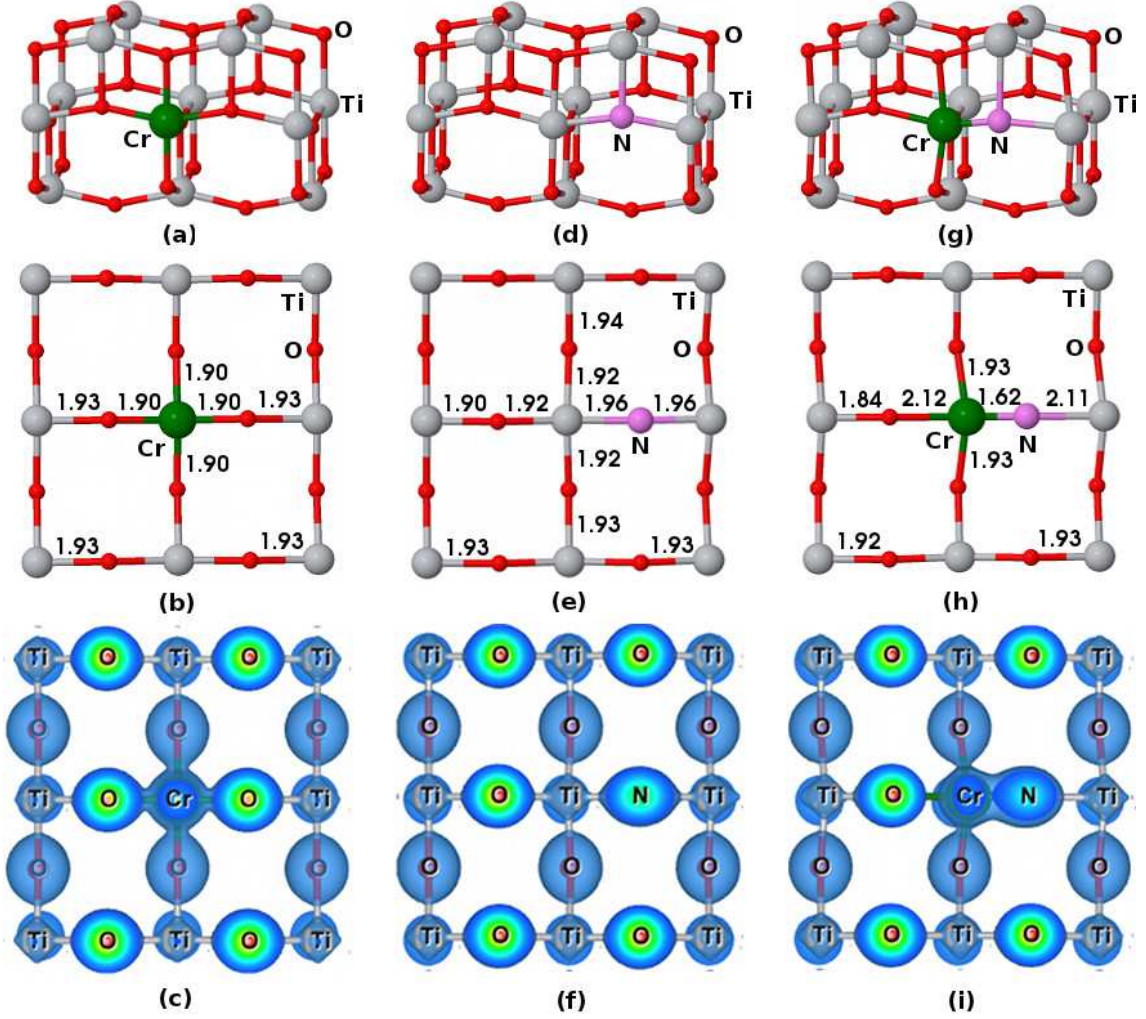 O
Ti
Cr
(a)
O
Ti
N
(d)
O
Ti
Cr
N
(g)
Ti
O
1.90
1.93 1.90 1.90 1.93
Cr
1.90
1.93 1.93
(b)
Ti
1.94
O
1.92
1.90 1.92 1.96 1.96
N
1.92
1.93
1.93 1.93
(e)
Ti
O
1.93
1.84 2.12 1.62 2.11
Cr N
1.93
1.92 1.93
(h)
Ti O Ti O Ti
O O O
Ti O Cr O Ti
O O O
Ti O Ti O Ti
(c)
Ti O Ti O Ti
O O O
Ti O Ti N Ti
O O O
Ti O Ti O Ti
(f)
Ti O Ti O Ti
O O O
Ti O Cr N Ti
O O O
Ti O Ti O Ti
(i)